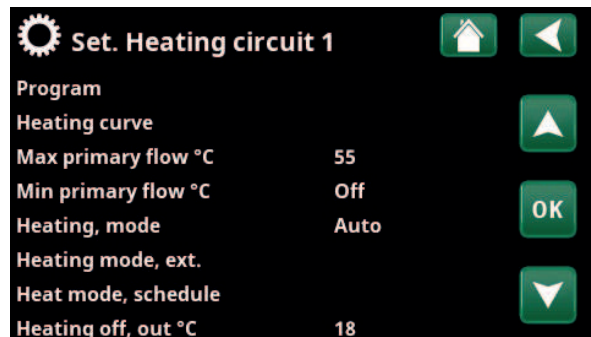 Set. Heating circuit 1
Program
Heating curve
Max primary flow °C 55
Min primary flow °C Off
Heating, mode Auto
OK
Heating mode, ext.
Heat mode, schedule
Heating off, out °C 18